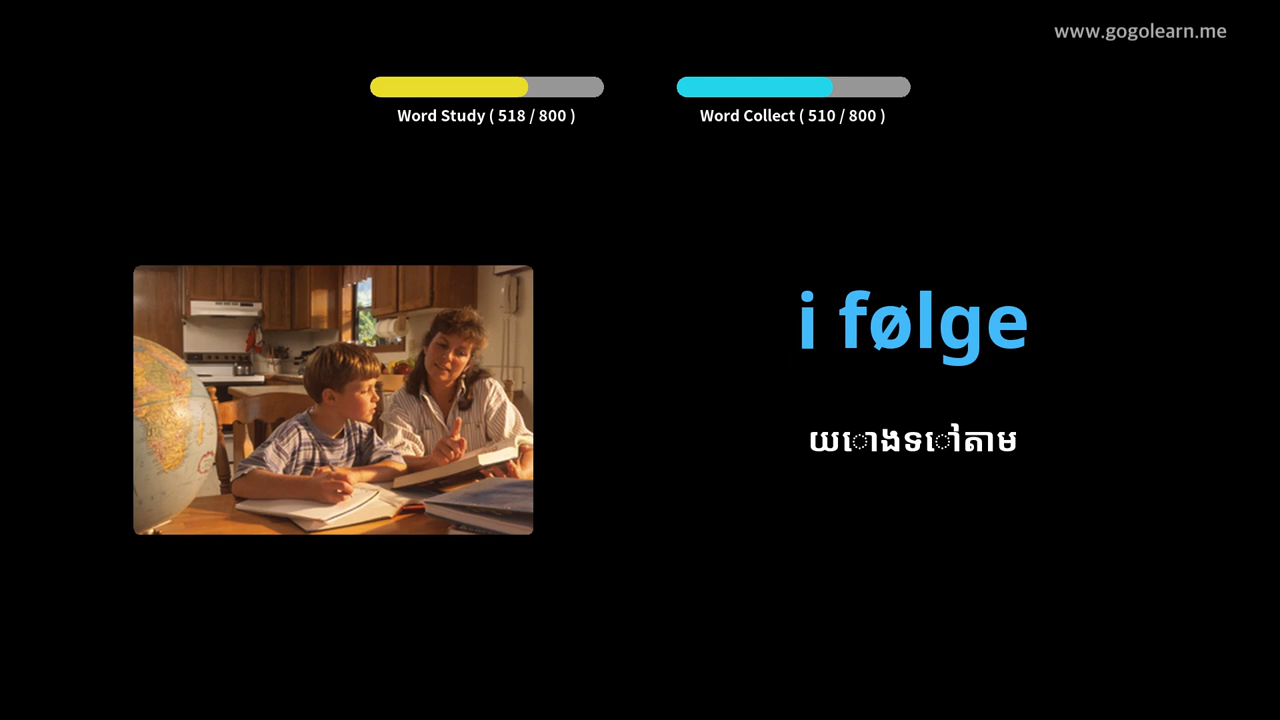 www.gogolearn.me
Word Study ( 518 / 800 )
Word Collect ( 510 / 800 )
i følge
យោងទៅតាម